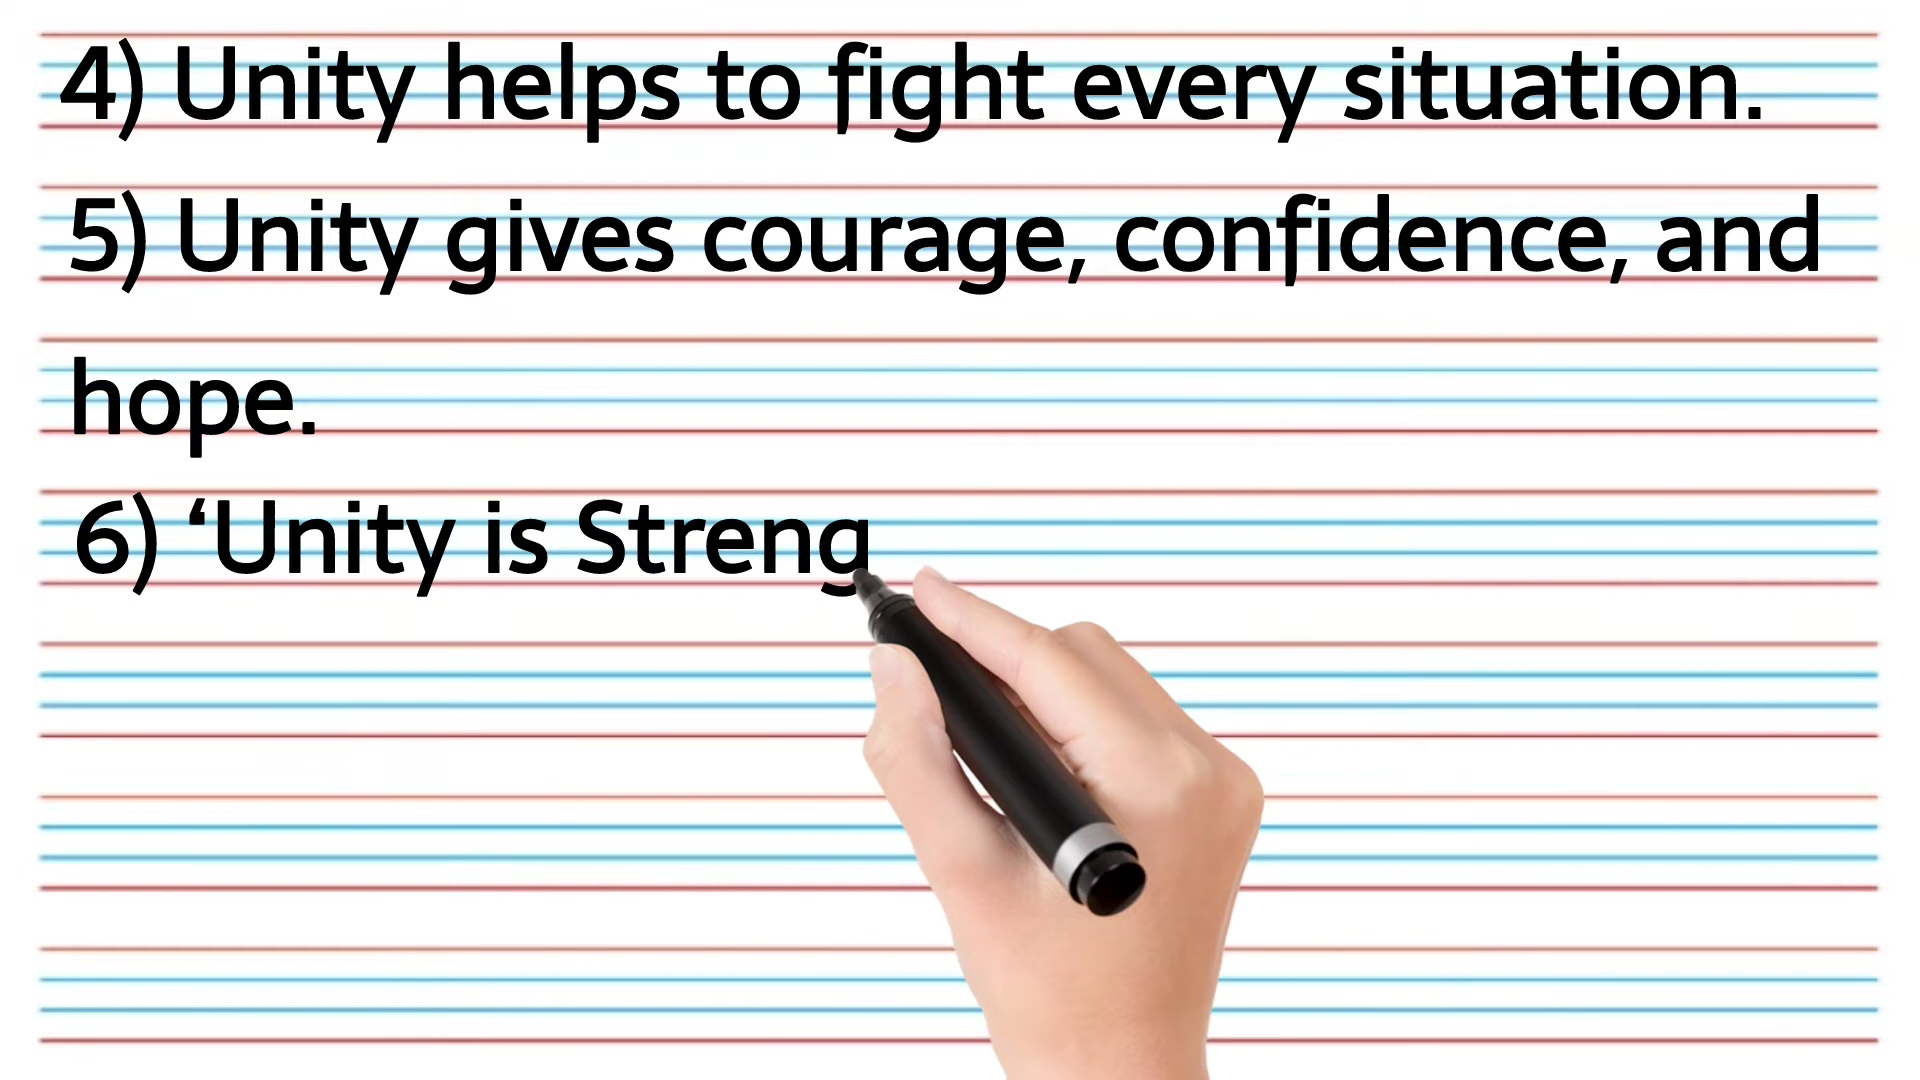 4) Unity helps to fight every situation.
5) Unity gives courage, confidence, and
hope.
6) ‘Unity is Streng